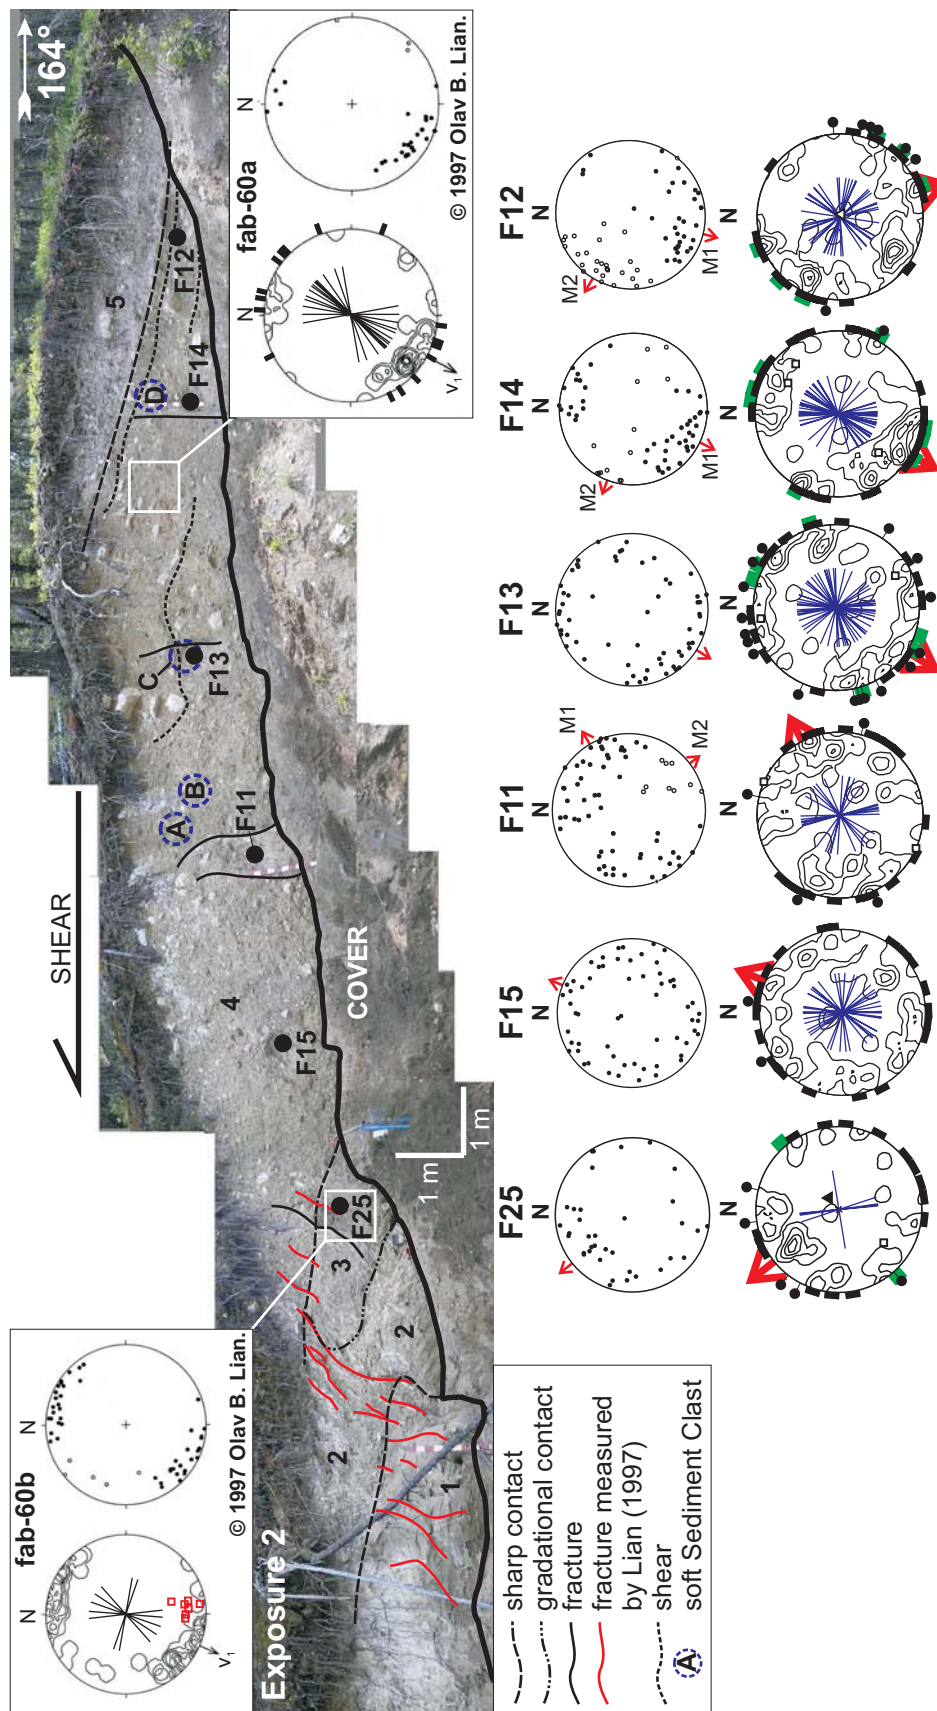 fab-60b
N
N
V1
© 1997 Olav B. Lian.
Exposure 2
SHEAR
164°
fab-60a
N
N
V1
© 1997 Olav B. Lian.
1
2
2
3
4
5
F25
F15
F11
F13
F14
F12
A
B
C
D
COVER
1 m
1 m
sharp contact
gradational contact
fracture
fracture measured
by Lian (1997)
shear
A
soft Sediment Clast
F25
F15
F11
F13
F14
F12
N
N
N
N
N
N
M1
M2
M2
M1
M2
M1
N
N
N
N
N
N